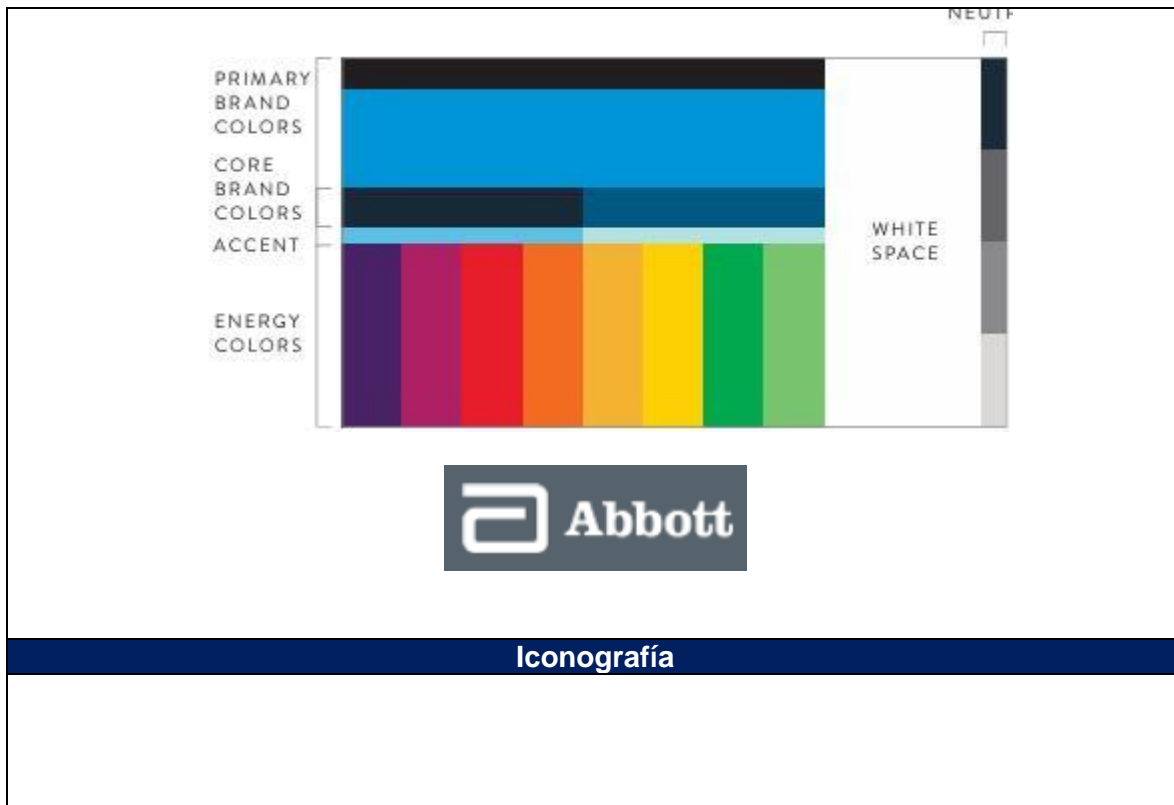 PRIMARY
BRAND
COLORS
CORE
BRAND
COLORS
ACCENT
ENERGY
COLORS
WHITE
SPACE
Abbott
Iconografía